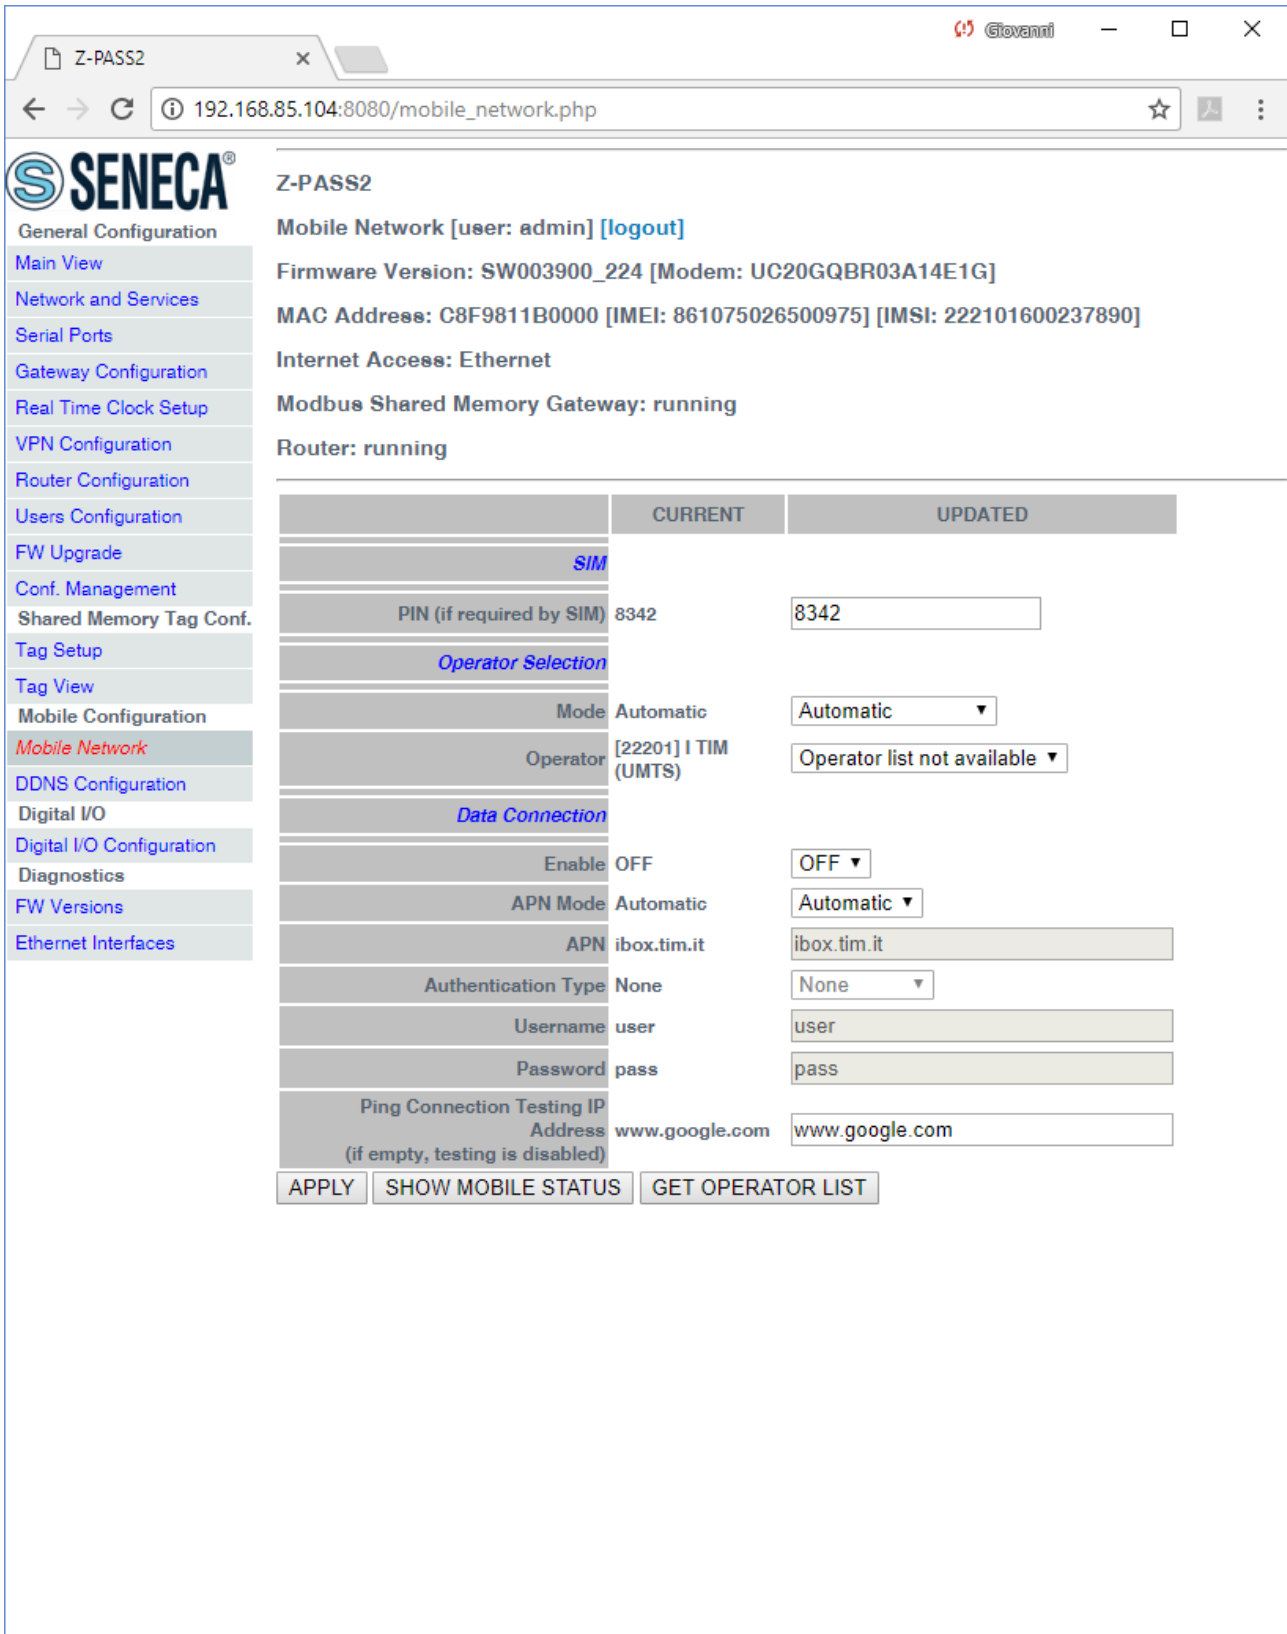 Giovanni
Z-PASS2
192.168.85.104:8080/mobile_network.php
S SENECA®
General Configuration
Main View
Network and Services
Serial Ports
Gateway Configuration
Real Time Clock Setup
VPN Configuration
Router Configuration
Users Configuration
FW Upgrade
Conf. Management
Shared Memory Tag Conf.
Tag Setup
Tag View
Mobile Configuration
Mobile Network
DDNS Configuration
Digital I/O
Digital I/O Configuration
Diagnostics
FW Versions
Ethernet Interfaces
Z-PASS2
Mobile Network [user: admin] [logout]
Firmware Version: SW003900_224 [Modem: UC20GQBR03A14E1G]
MAC Address: C8F9811B0000 [IMEI: 861075026500975] [IMSI: 222101600237890]
Internet Access: Ethernet
Modbus Shared Memory Gateway: running
Router: running
CURRENT UPDATED
SIM
PIN (if required by SIM) 8342 8342
Operator Selection
Mode Automatic Automatic
Operator [22201] I TIM (UMTS) Operator list not available
Data Connection
Enable OFF OFF
APN Mode Automatic Automatic
APN ibox.tim.it ibox.tim.it
Authentication Type None None
Username user user
Password pass pass
Ping Connection Testing IP
Address www.google.com www.google.com
(if empty, testing is disabled)
APPLY SHOW MOBILE STATUS GET OPERATOR LIST